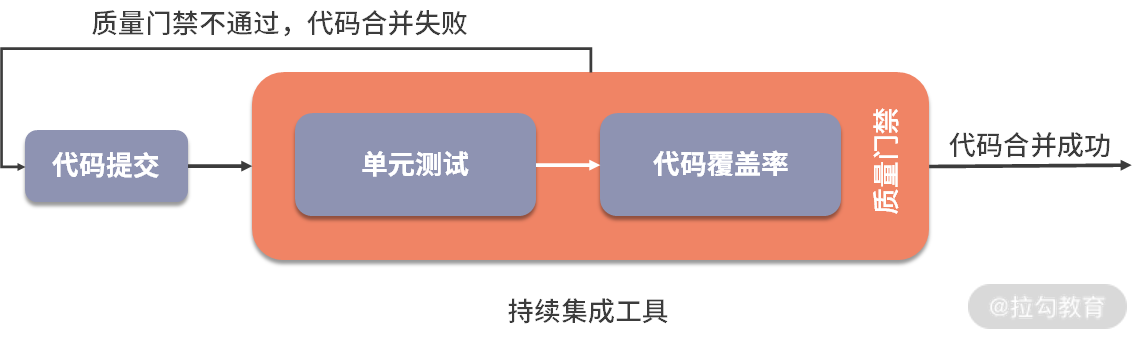 质量门禁不通过，代码合并失败
代码提交
单元测试
代码覆盖率
质量门禁
代码合并成功
持续集成工具
@拉勾教育